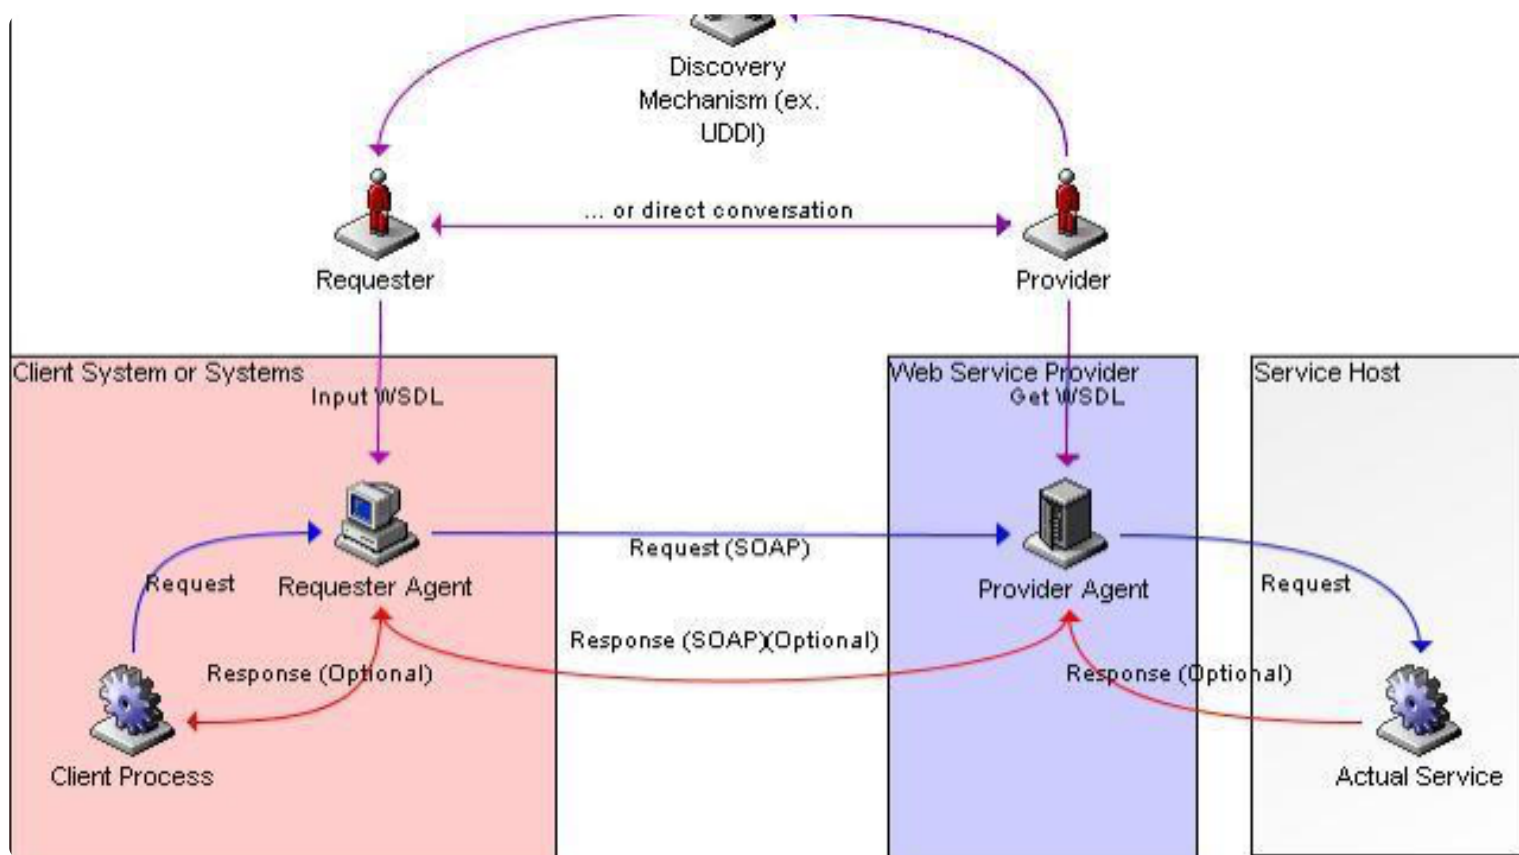 Discovery
Mechanism (ex.
UDDI)
... or direct conversation
Requester
Provider
Client System or Systems
Web Service Provider
Service Host
Input WSDL
Get WSDL
Request (SOAP)
Request
Requester Agent
Provider Agent
Request
Response (SOAP)(Optional)
Response (Optional)
Response (Optional)
Client Process
Actual Service